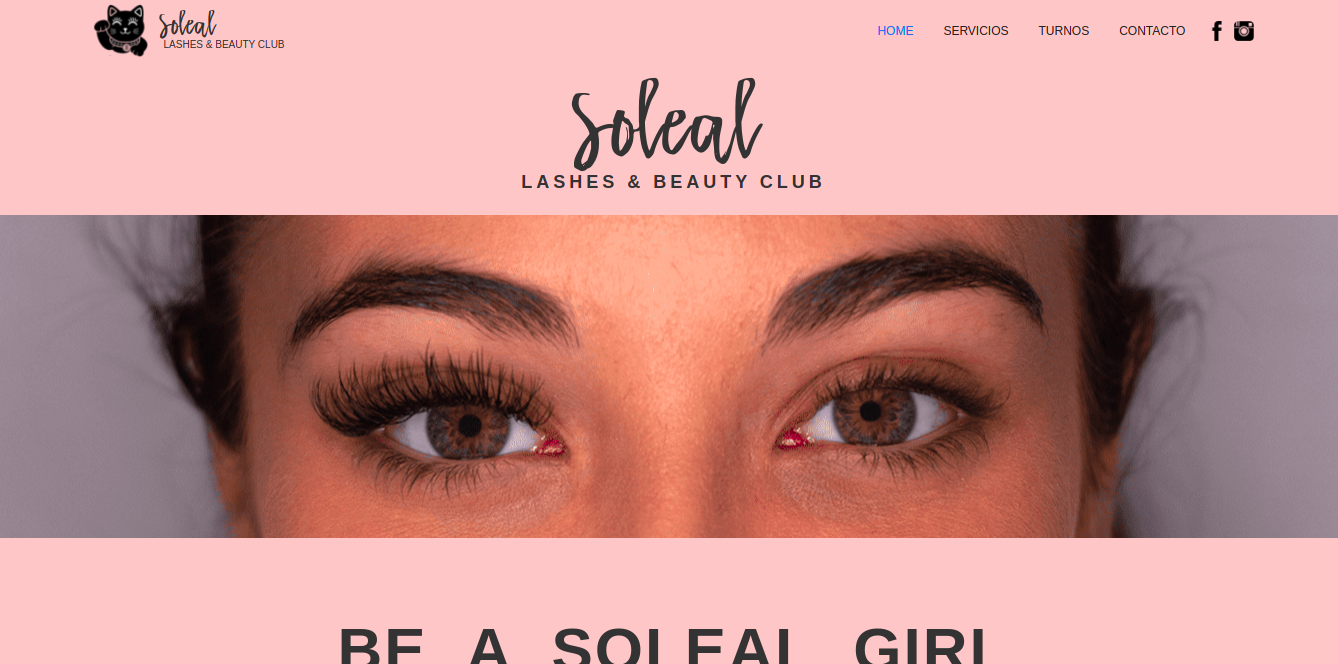 Soleal
LASHES & BEAUTY CLUB
HOME SERVICIOS TURNOS CONTACTO
Soleal
LASHES & BEAUTY CLUB
BE A SOLEAL GIRL